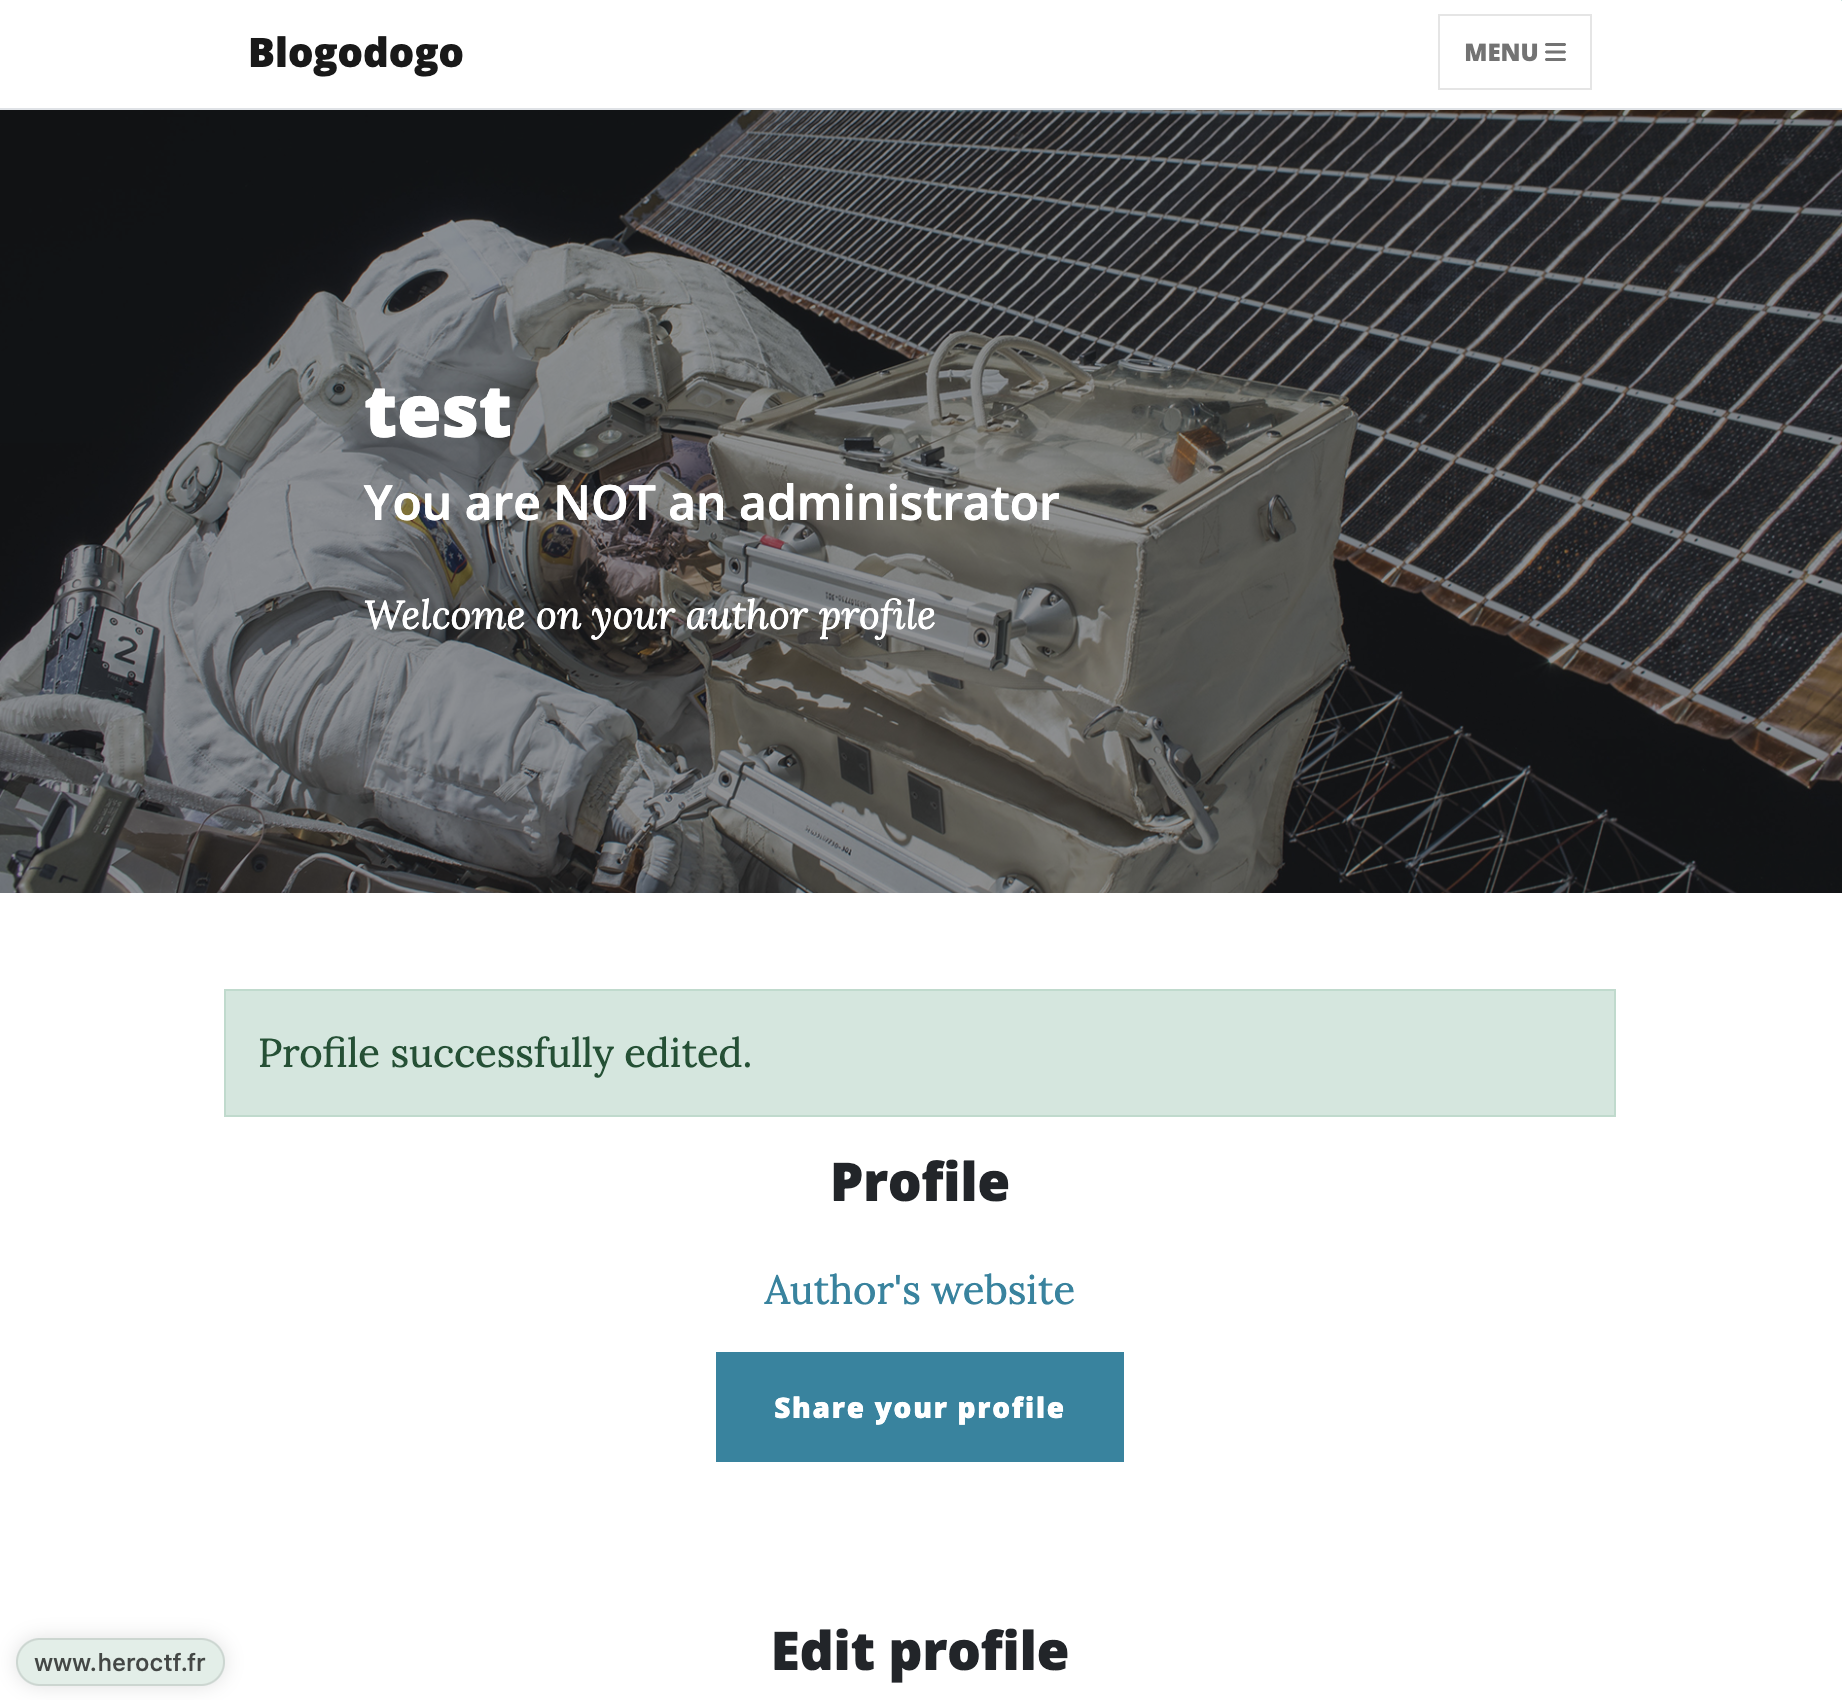 Blogodogo
MENU
test
You are NOT an administrator
Welcome on your author profile
2
Profile successfully edited.
Profile
Author's website
Share your profile
Edit profile
www.heroctf.fr